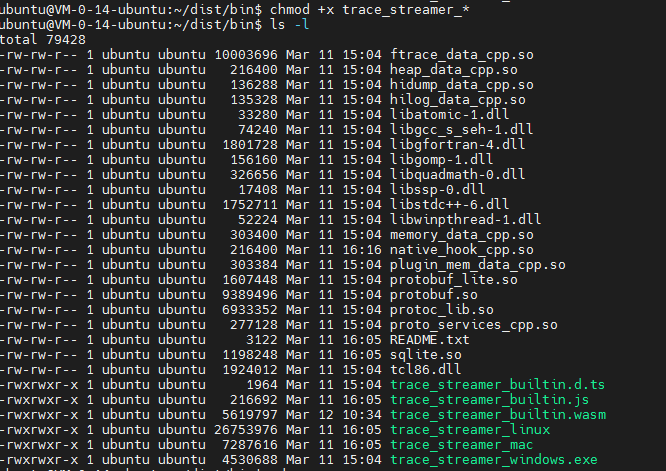 ubuntu@VM-0-14-ubuntu:~/dist/bin$ chmod +x trace_streamer_*
ubuntu@VM-0-14-ubuntu:~/dist/bin$ ls -l
total 79428
-rw-rw-r-- 1 ubuntu ubuntu 10003696 Mar 11 15:04 ftrace_data_cpp.so
-rw-rw-r-- 1 ubuntu ubuntu   216400 Mar 11 15:04 heap_data_cpp.so
-rw-rw-r-- 1 ubuntu ubuntu   136288 Mar 11 15:04 hidump_data_cpp.so
-rw-rw-r-- 1 ubuntu ubuntu   135328 Mar 11 15:04 hilog_data_cpp.so
-rw-rw-r-- 1 ubuntu ubuntu    33280 Mar 11 15:04 libatomic-1.dll
-rw-rw-r-- 1 ubuntu ubuntu    74240 Mar 11 15:04 libgcc_s_seh-1.dll
-rw-rw-r-- 1 ubuntu ubuntu  1801728 Mar 11 15:04 libgfortran-4.dll
-rw-rw-r-- 1 ubuntu ubuntu   156160 Mar 11 15:04 libgomp-1.dll
-rw-rw-r-- 1 ubuntu ubuntu   326656 Mar 11 15:04 libquadmath-0.dll
-rw-rw-r-- 1 ubuntu ubuntu    17408 Mar 11 15:04 libssp-0.dll
-rw-rw-r-- 1 ubuntu ubuntu  1752711 Mar 11 15:04 libstdc++-6.dll
-rw-rw-r-- 1 ubuntu ubuntu    52224 Mar 11 15:04 libwinpthread-1.dll
-rw-rw-r-- 1 ubuntu ubuntu   303400 Mar 11 15:04 memory_data_cpp.so
-rw-rw-r-- 1 ubuntu ubuntu   216400 Mar 11 16:16 native_hook_cpp.so
-rw-rw-r-- 1 ubuntu ubuntu   303384 Mar 11 15:04 plugin_mem_data_cpp.so
-rw-rw-r-- 1 ubuntu ubuntu  1607448 Mar 11 15:04 protobuf_lite.so
-rw-rw-r-- 1 ubuntu ubuntu  9389496 Mar 11 15:04 protobuf.so
-rw-rw-r-- 1 ubuntu ubuntu  6933352 Mar 11 15:04 protoc_lib.so
-rw-rw-r-- 1 ubuntu ubuntu   277128 Mar 11 15:04 proto_services_cpp.so
-rw-rw-r-- 1 ubuntu ubuntu     3122 Mar 11 16:05 README.txt
-rw-rw-r-- 1 ubuntu ubuntu  1198248 Mar 11 16:05 sqlite.so
-rw-rw-r-- 1 ubuntu ubuntu  1924012 Mar 11 15:04 tcl86.dll
-rwxrwxr-x 1 ubuntu ubuntu     1964 Mar 11 15:04 trace_streamer_builtin.d.ts
-rwxrwxr-x 1 ubuntu ubuntu   216692 Mar 11 16:05 trace_streamer_builtin.js
-rwxrwxr-x 1 ubuntu ubuntu  5619797 Mar 12 10:34 trace_streamer_builtin.wasm
-rwxrwxr-x 1 ubuntu ubuntu 26753976 Mar 11 16:05 trace_streamer_linux
-rwxrwxr-x 1 ubuntu ubuntu  7287616 Mar 11 16:05 trace_streamer_mac
-rwxrwxr-x 1 ubuntu ubuntu  4530688 Mar 11 15:04 trace_streamer_windows.exe